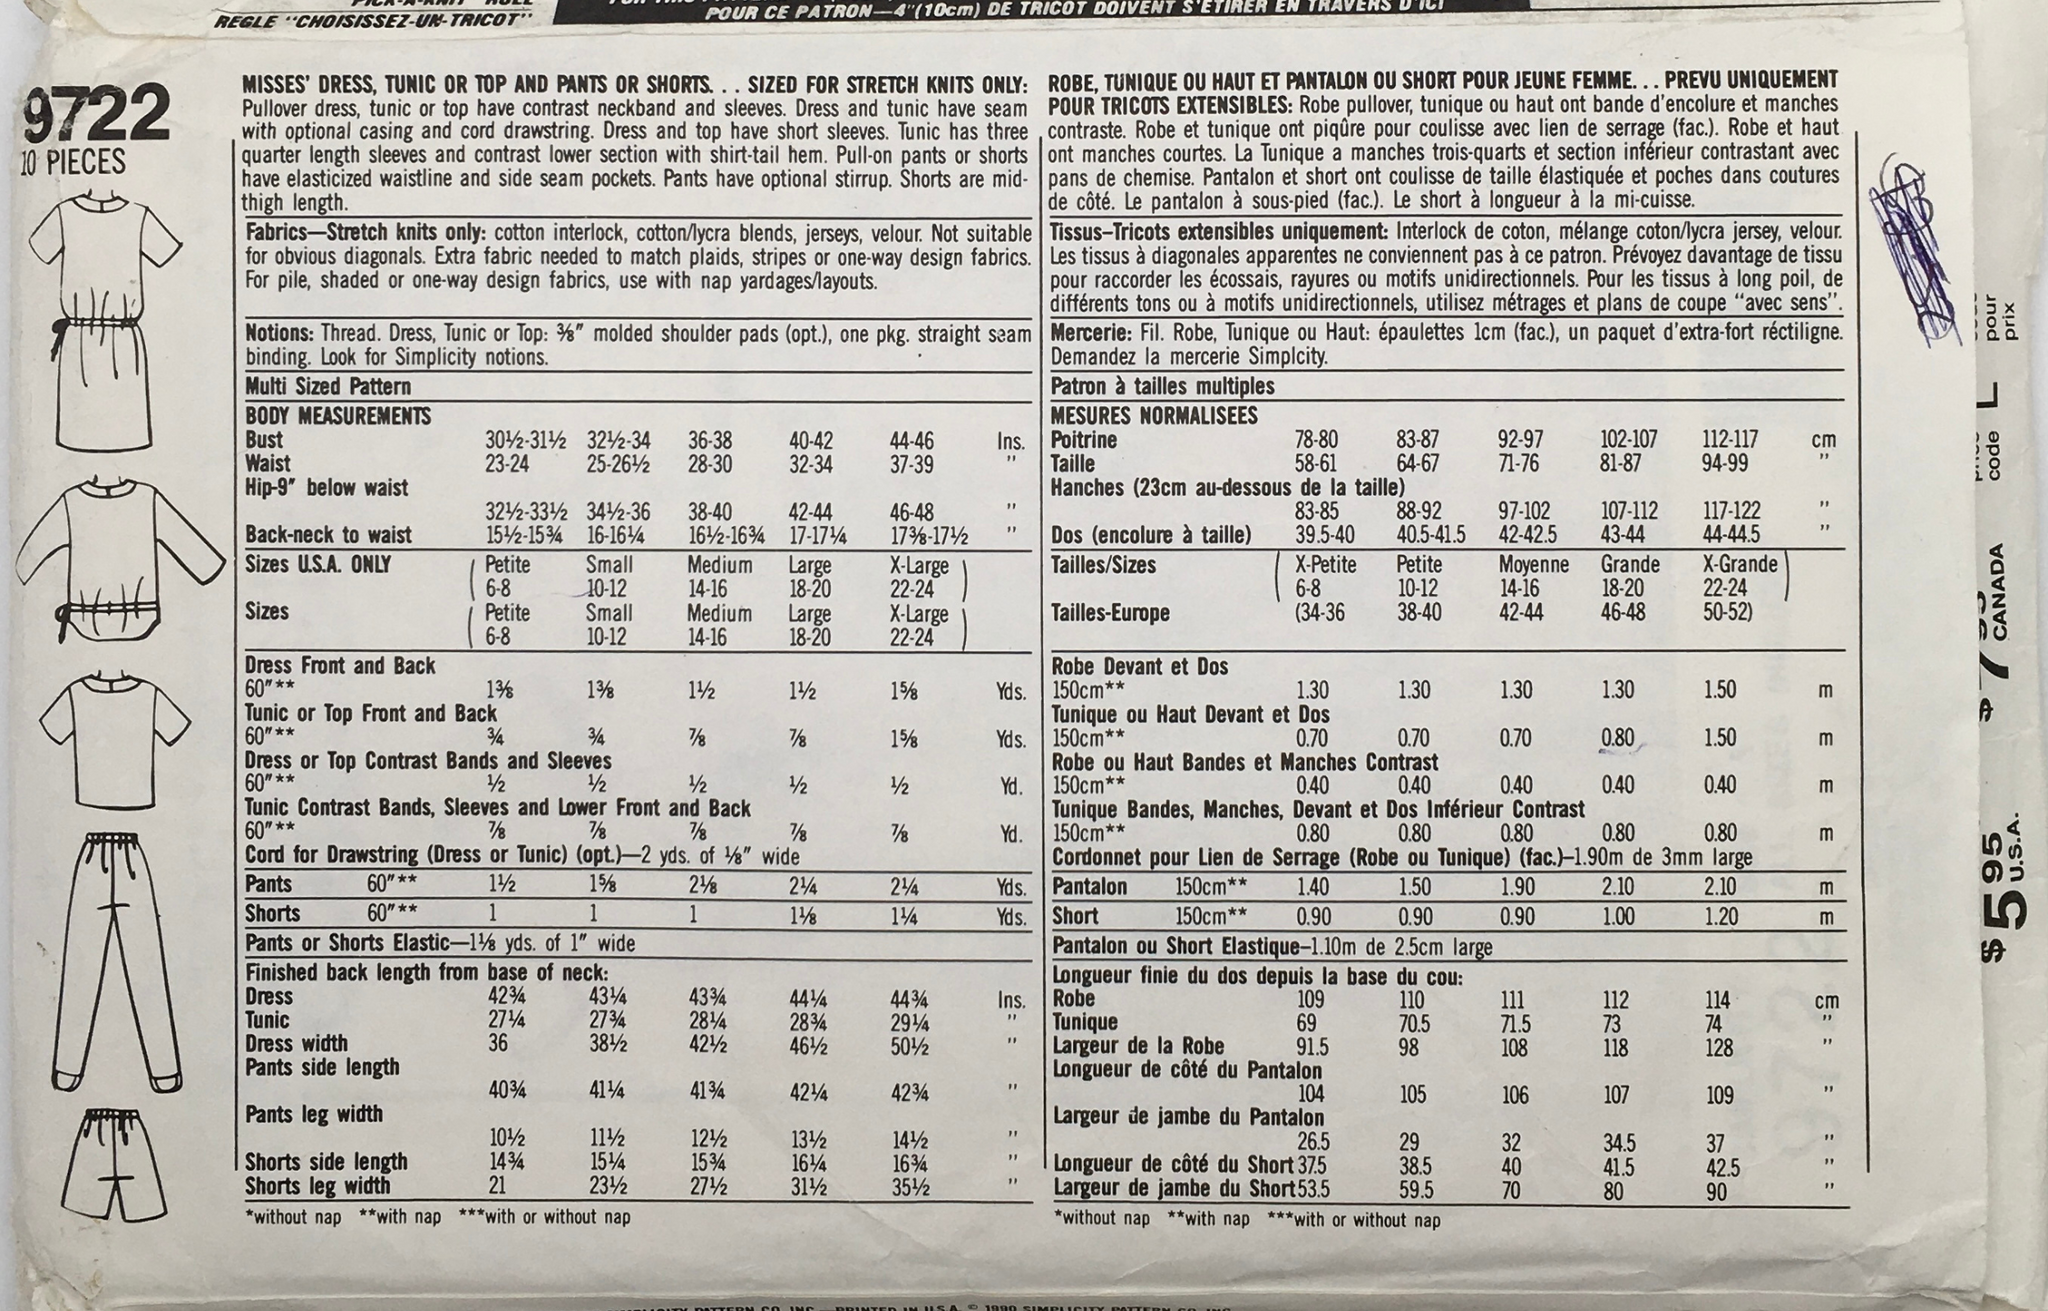 PICK-A-KNIT RULE
REGLE "CHOISISSEZ-UN-TRICOT"
POUR CE PATRON—4"(10cm) DE TRICOT DOIVENT S'ETIRER EN TRAVERS D'ICI
9722
10 PIECES
MISSES' DRESS, TUNIC OR TOP AND PANTS OR SHORTS. . . SIZED FOR STRETCH KNITS ONLY:
Pullover dress, tunic or top have contrast neckband and sleeves. Dress and tunic have seam
with optional casing and cord drawstring. Dress and top have short sleeves. Tunic has three
quarter length sleeves and contrast lower section with shirt-tail hem. Pull-on pants or shorts
have elasticized waistline and side seam pockets. Pants have optional stirrup. Shorts are mid-
thigh length.
Fabrics—Stretch knits only: cotton interlock, cotton/lycra blends, jerseys, velour. Not suitable
for obvious diagonals. Extra fabric needed to match plaids, stripes or one-way design fabrics.
For pile, shaded or one-way design fabrics, use with nap yardages/layouts.
Notions: Thread. Dress, Tunic or Top: ⅜" molded shoulder pads (opt.), one pkg. straight seam
binding. Look for Simplicity notions.
Multi Sized Pattern
BODY MEASUREMENTS
Bust 30½-31½ 32½-34 36-38 40-42 44-46 Ins.
Waist 23-24 25-26½ 28-30 32-34 37-39 "
Hip-9" below waist
32½-33½ 34½-36 38-40 42-44 46-48 "
Back-neck to waist 15½-15¾ 16-16¼ 16½-16¾ 17-17¼ 17⅜-17½ "
Sizes U.S.A. ONLY ( Petite Small Medium Large X-Large )
6-8 10-12 14-16 18-20 22-24
Sizes ( Petite Small Medium Large X-Large )
6-8 10-12 14-16 18-20 22-24
Dress Front and Back
60"** 1⅜ 1⅜ 1½ 1½ 1⅝ Yds.
Tunic or Top Front and Back
60"** ¾ ¾ ⅞ ⅞ 1⅝ Yds.
Dress or Top Contrast Bands and Sleeves
60"** ½ ½ ½ ½ ½ Yd.
Tunic Contrast Bands, Sleeves and Lower Front and Back
60"** ⅞ ⅞ ⅞ ⅞ ⅞ Yd.
Cord for Drawstring (Dress or Tunic) (opt.)—2 yds. of ⅛" wide
Pants 60"** 1½ 1⅝ 2⅛ 2¼ 2¼ Yds.
Shorts 60"** 1 1 1 1⅛ 1¼ Yds.
Pants or Shorts Elastic—1⅛ yds. of 1" wide
Finished back length from base of neck:
Dress 42¾ 43¼ 43¾ 44¼ 44¾ Ins.
Tunic 27¼ 27¾ 28¼ 28¾ 29¼ "
Dress width 36 38½ 42½ 46½ 50½ "
Pants side length
40¾ 41¼ 41¾ 42¼ 42¾ "
Pants leg width
10½ 11½ 12½ 13½ 14½ "
Shorts side length 14¾ 15¼ 15¾ 16¼ 16¾ "
Shorts leg width 21 23½ 27½ 31½ 35½ "
*without nap **with nap ***with or without nap
ROBE, TUNIQUE OU HAUT ET PANTALON OU SHORT POUR JEUNE FEMME. . . PREVU UNIQUEMENT
POUR TRICOTS EXTENSIBLES: Robe pullover, tunique ou haut ont bande d'encolure et manches
contraste. Robe et tunique ont piqûre pour coulisse avec lien de serrage (fac.). Robe et haut
ont manches courtes. La Tunique a manches trois-quarts et section inférieur contrastant avec
pans de chemise. Pantalon et short ont coulisse de taille élastiquée et poches dans coutures
de côté. Le pantalon à sous-pied (fac.). Le short à longueur à la mi-cuisse.
Tissus–Tricots extensibles uniquement: Interlock de coton, mélange coton/lycra jersey, velour.
Les tissus à diagonales apparentes ne conviennent pas à ce patron. Prévoyez davantage de tissu
pour raccorder les écossais, rayures ou motifs unidirectionnels. Pour les tissus à long poil, de
différents tons ou à motifs unidirectionnels, utilisez métrages et plans de coupe "avec sens".
Mercerie: Fil. Robe, Tunique ou Haut: épaulettes 1cm (fac.), un paquet d'extra-fort réctiligne.
Demandez la mercerie Simplcity.
Patron à tailles multiples
MESURES NORMALISEES
Poitrine 78-80 83-87 92-97 102-107 112-117 cm
Taille 58-61 64-67 71-76 81-87 94-99 "
Hanches (23cm au-dessous de la taille)
83-85 88-92 97-102 107-112 117-122 "
Dos (encolure à taille) 39.5-40 40.5-41.5 42-42.5 43-44 44-44.5 "
Tailles/Sizes ( X-Petite Petite Moyenne Grande X-Grande )
6-8 10-12 14-16 18-20 22-24
Tailles-Europe (34-36 38-40 42-44 46-48 50-52)
Robe Devant et Dos
150cm** 1.30 1.30 1.30 1.30 1.50 m
Tunique ou Haut Devant et Dos
150cm** 0.70 0.70 0.70 0.80 1.50 m
Robe ou Haut Bandes et Manches Contrast
150cm** 0.40 0.40 0.40 0.40 0.40 m
Tunique Bandes, Manches, Devant et Dos Inférieur Contrast
150cm** 0.80 0.80 0.80 0.80 0.80 m
Cordonnet pour Lien de Serrage (Robe ou Tunique) (fac.)–1.90m de 3mm large
Pantalon 150cm** 1.40 1.50 1.90 2.10 2.10 m
Short 150cm** 0.90 0.90 0.90 1.00 1.20 m
Pantalon ou Short Elastique–1.10m de 2.5cm large
Longueur finie du dos depuis la base du cou:
Robe 109 110 111 112 114 cm
Tunique 69 70.5 71.5 73 74 "
Largeur de la Robe 91.5 98 108 118 128 "
Longueur de côté du Pantalon
104 105 106 107 109 "
Largeur de jambe du Pantalon
26.5 29 32 34.5 37 "
Longueur de côté du Short 37.5 38.5 40 41.5 42.5 "
Largeur de jambe du Short 53.5 59.5 70 80 90 "
*without nap **with nap ***with or without nap
pour
prix
code L
CANADA
$5.95
U.S.A.